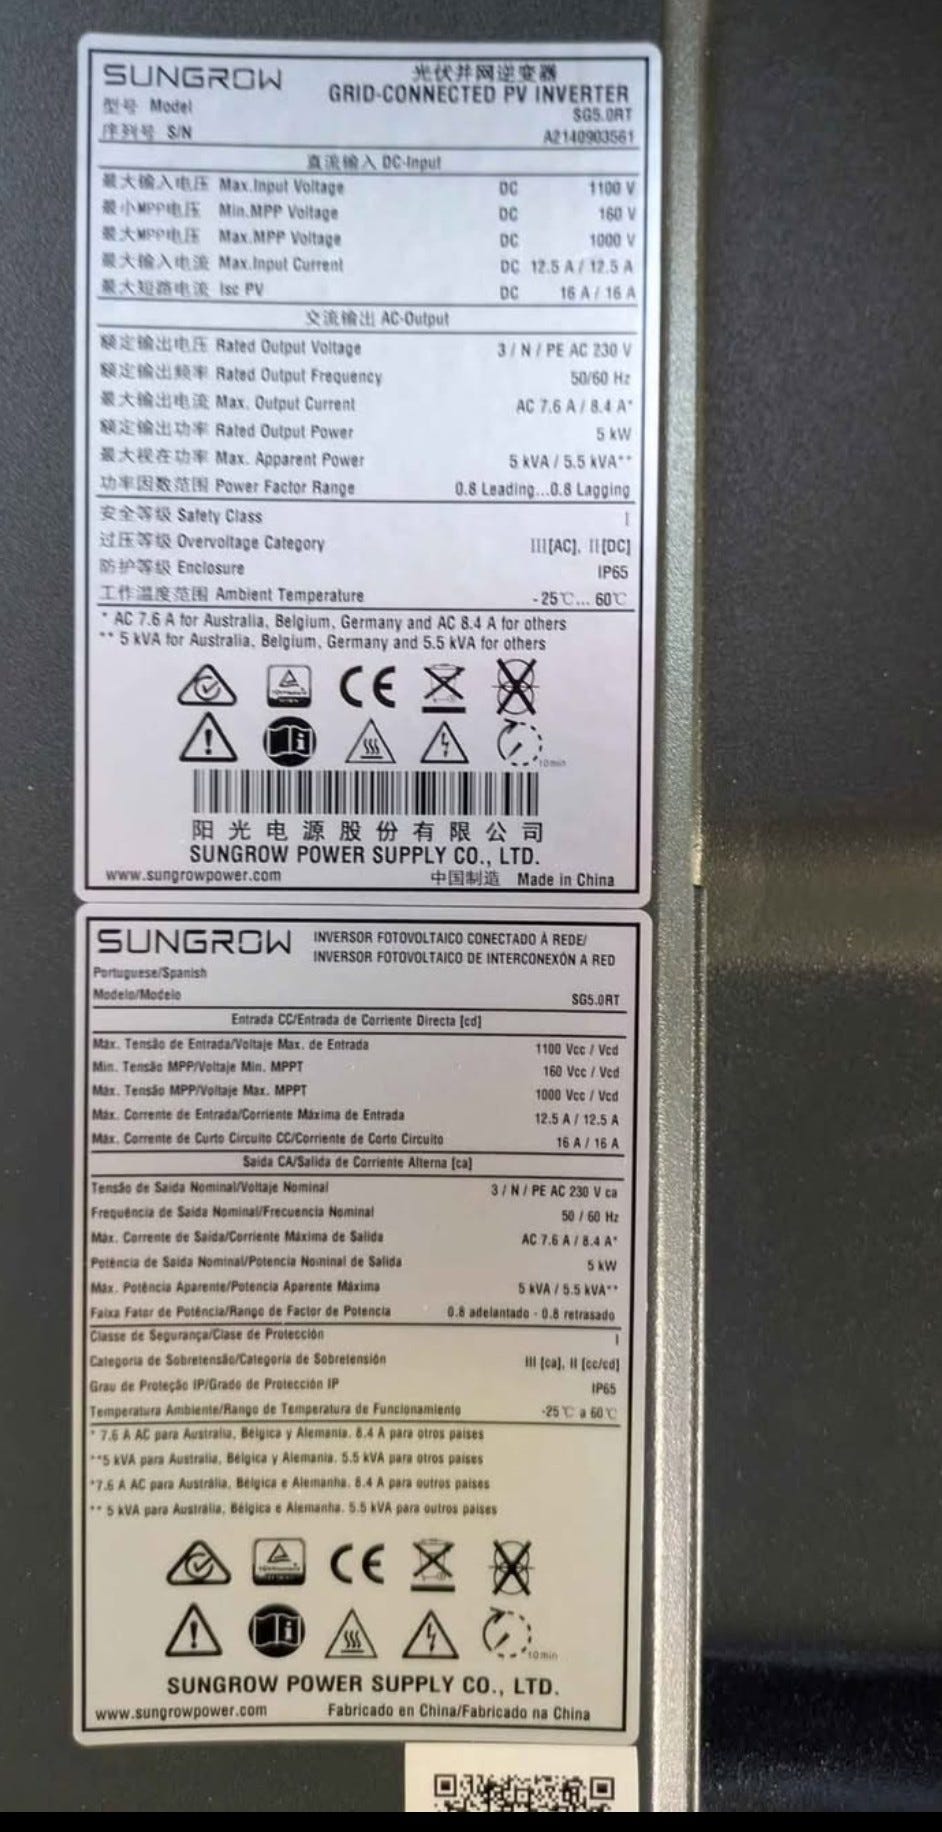 SUNGROW
光伏并网逆变器
GRID-CONNECTED PV INVERTER
型号 Model SG5.0RT
序列号 S/N A2140903561
直流输入 DC-Input
最大输入电压 Max.Input Voltage DC 1100 V
最小MPP电压 Min.MPP Voltage DC 160 V
最大MPP电压 Max.MPP Voltage DC 1000 V
最大输入电流 Max.Input Current DC 12.5 A / 12.5 A
最大短路电流 Isc PV DC 16 A / 16 A
交流输出 AC-Output
额定输出电压 Rated Output Voltage 3 / N / PE AC 230 V
额定输出频率 Rated Output Frequency 50/60 Hz
最大输出电流 Max. Output Current AC 7.6 A / 8.4 A*
额定输出功率 Rated Output Power 5 kW
最大视在功率 Max. Apparent Power 5 kVA / 5.5 kVA**
功率因数范围 Power Factor Range 0.8 Leading...0.8 Lagging
安全等级 Safety Class I
过压等级 Overvoltage Category III[AC], II[DC]
防护等级 Enclosure IP65
工作温度范围 Ambient Temperature -25℃... 60℃
* AC 7.6 A for Australia, Belgium, Germany and AC 8.4 A for others
** 5 kVA for Australia, Belgium, Germany and 5.5 kVA for others
CE
10min
阳光电源股份有限公司
SUNGROW POWER SUPPLY CO., LTD.
www.sungrowpower.com 中国制造 Made in China
SUNGROW
INVERSOR FOTOVOLTAICO CONECTADO À REDE/
INVERSOR FOTOVOLTAICO DE INTERCONEXÓN A RED
Portuguese/Spanish
Modelo/Modelo SG5.0RT
Entrada CC/Entrada de Corriente Directa [cd]
Máx. Tensão de Entrada/Voltaje Max. de Entrada 1100 Vcc / Vcd
Min. Tensão MPP/Voltaje Min. MPPT 160 Vcc / Vcd
Máx. Tensão MPP/Voltaje Max. MPPT 1000 Vcc / Vcd
Máx. Corrente de Entrada/Corriente Máxima de Entrada 12.5 A / 12.5 A
Máx. Corrente de Curto Circuito CC/Corriente de Corto Circuito 16 A / 16 A
Saída CA/Salida de Corriente Alterna [ca]
Tensão de Saída Nominal/Voltaje Nominal 3 / N / PE AC 230 V ca
Frequência de Saída Nominal/Frecuencia Nominal 50 / 60 Hz
Máx. Corrente de Saída/Corriente Máxima de Salida AC 7.6 A / 8.4 A*
Potência de Saída Nominal/Potencia Nominal de Salida 5 kW
Máx. Potência Aparente/Potencia Aparente Máxima 5 kVA / 5.5 kVA**
Faixa Fator de Potência/Rango de Factor de Potencia 0.8 adelantado - 0.8 retrasado
Classe de Segurança/Clase de Protección I
Categoria de Sobretensão/Categoría de Sobretensión III [ca], II [cc/cd]
Grau de Proteção IP/Grado de Protección IP IP65
Temperatura Ambiente/Rango de Temperatura de Funcionamiento -25 ℃ a 60 ℃
* 7.6 A AC para Australia, Bélgica y Alemania. 8.4 A para otros países
**5 kVA para Australia, Bélgica y Alemania. 5.5 kVA para otros países
*7.6 A AC para Austrália, Bélgica e Alemanha. 8.4 A para outros países
** 5 kVA para Austrália, Bélgica e Alemanha. 5.5 kVA para outros países
CE
10min
SUNGROW POWER SUPPLY CO., LTD.
www.sungrowpower.com Fabricado en China/Fabricado na China